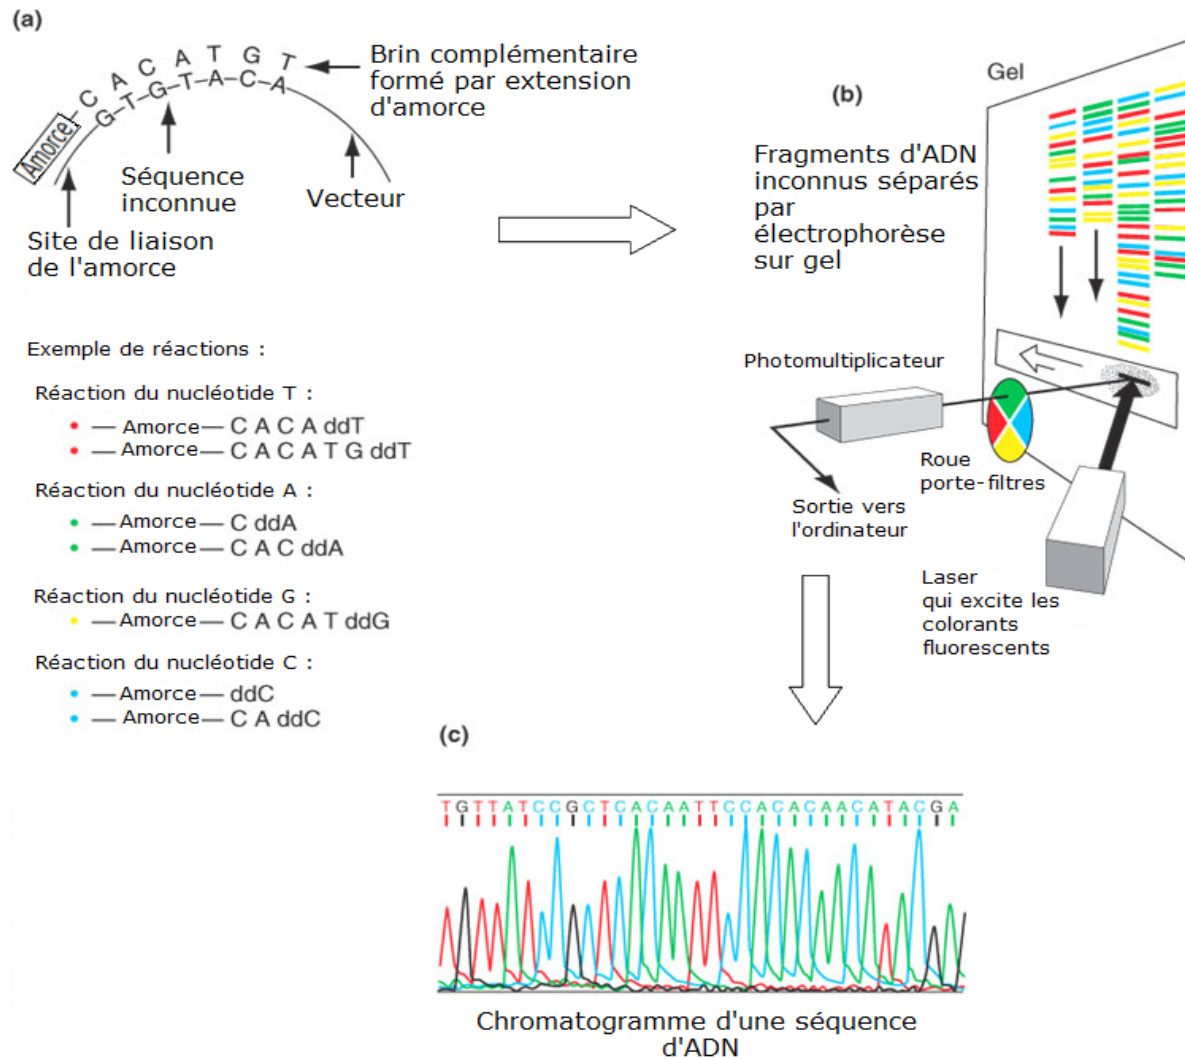 (a)
C A C A T G T
G–T–G–T–A–C–A
Amorce
Brin complémentaire
formé par extension
d'amorce
Séquence
inconnue
Vecteur
Site de liaison
de l'amorce
Exemple de réactions :
Réaction du nucléotide T :
• — Amorce — C A C A ddT
• — Amorce — C A C A T G ddT
Réaction du nucléotide A :
• — Amorce — C ddA
• — Amorce — C A C ddA
Réaction du nucléotide G :
• — Amorce — C A C A T ddG
Réaction du nucléotide C :
• — Amorce — ddC
• — Amorce — C A ddC
(b)
Gel
Fragments d'ADN
inconnus séparés
par
électrophorèse
sur gel
Photomultiplicateur
Roue
porte-filtres
Sortie vers
l'ordinateur
Laser
qui excite les
colorants
fluorescents
(c)
TGTTATCCGCTCACAATTCCACACAACATACGA
Chromatogramme d'une séquence
d'ADN